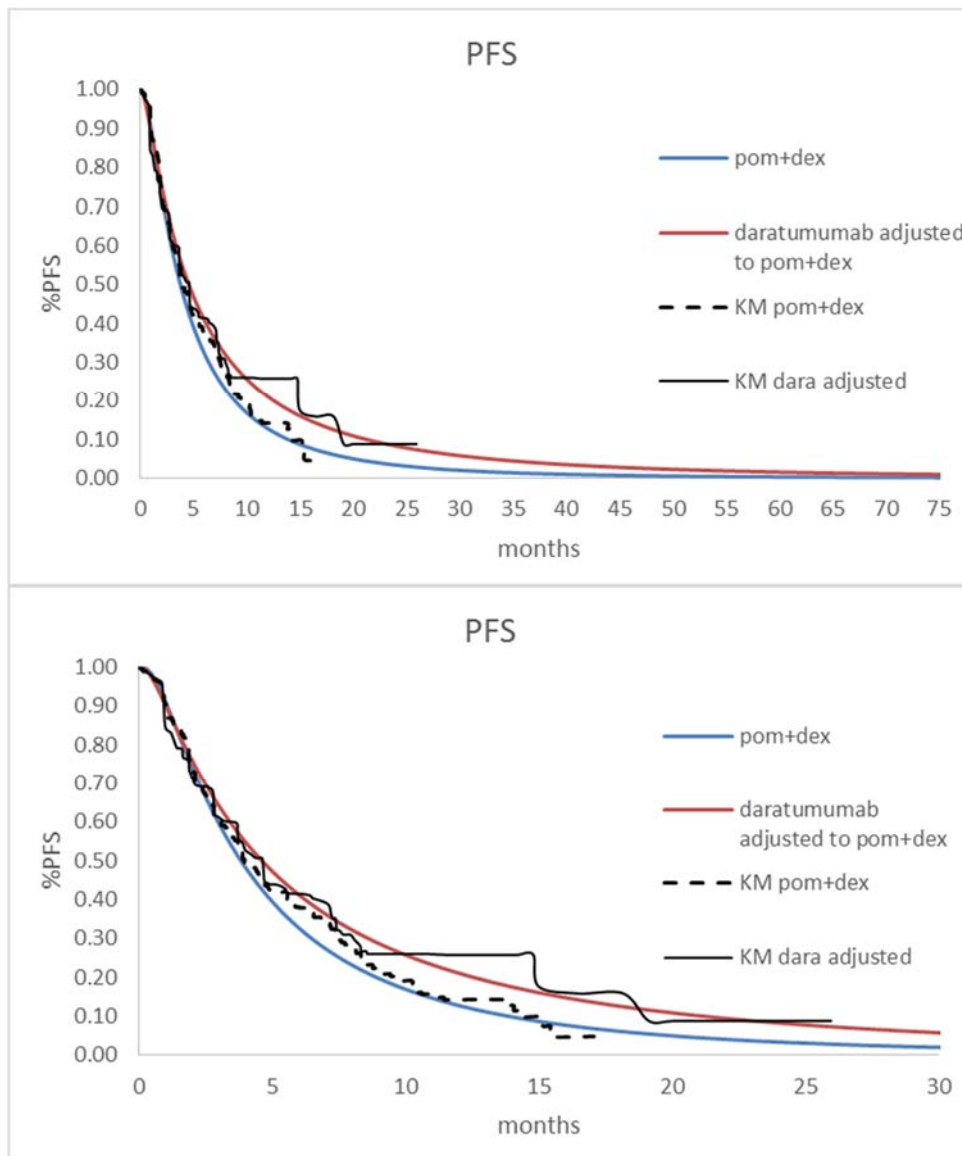 PFS
1.00
0.90
0.80
0.70
0.60
0.50
0.40
0.30
0.20
0.10
0.00
%PFS
pom+dex
daratumumab adjusted
to pom+dex
KM pom+dex
KM dara adjusted
0 5 10 15 20 25 30 35 40 45 50 55 60 65 70 75
months
PFS
1.00
0.90
0.80
0.70
0.60
0.50
0.40
0.30
0.20
0.10
0.00
%PFS
pom+dex
daratumumab
adjusted to pom+dex
KM pom+dex
KM dara adjusted
0 5 10 15 20 25 30
months